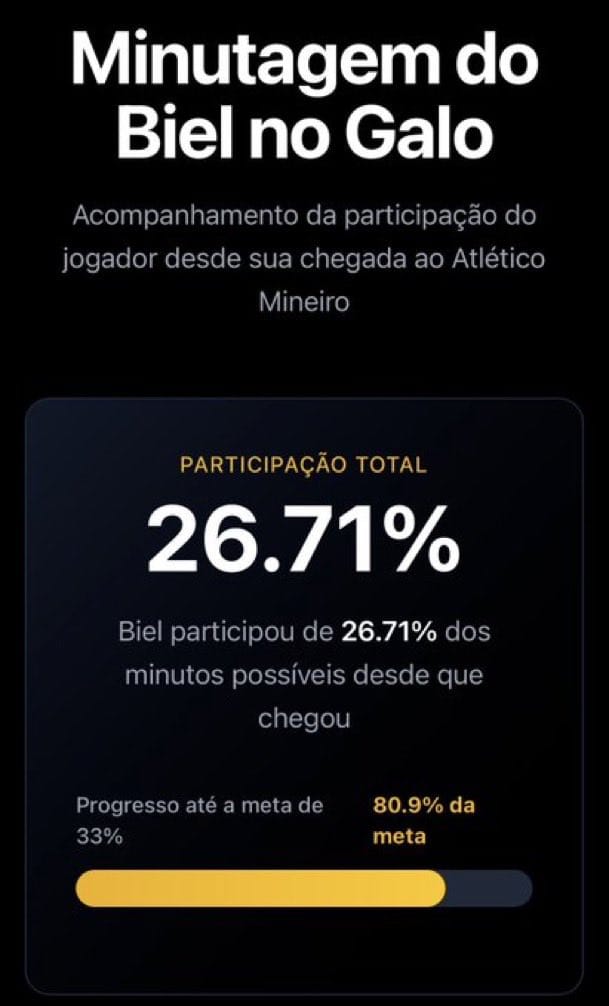 Minutagem do
Biel no Galo
Acompanhamento da participação do
jogador desde sua chegada ao Atlético
Mineiro
PARTICIPAÇÃO TOTAL
26.71%
Biel participou de 26.71% dos
minutos possíveis desde que
chegou
Progresso até a meta de
33%
80.9% da
meta